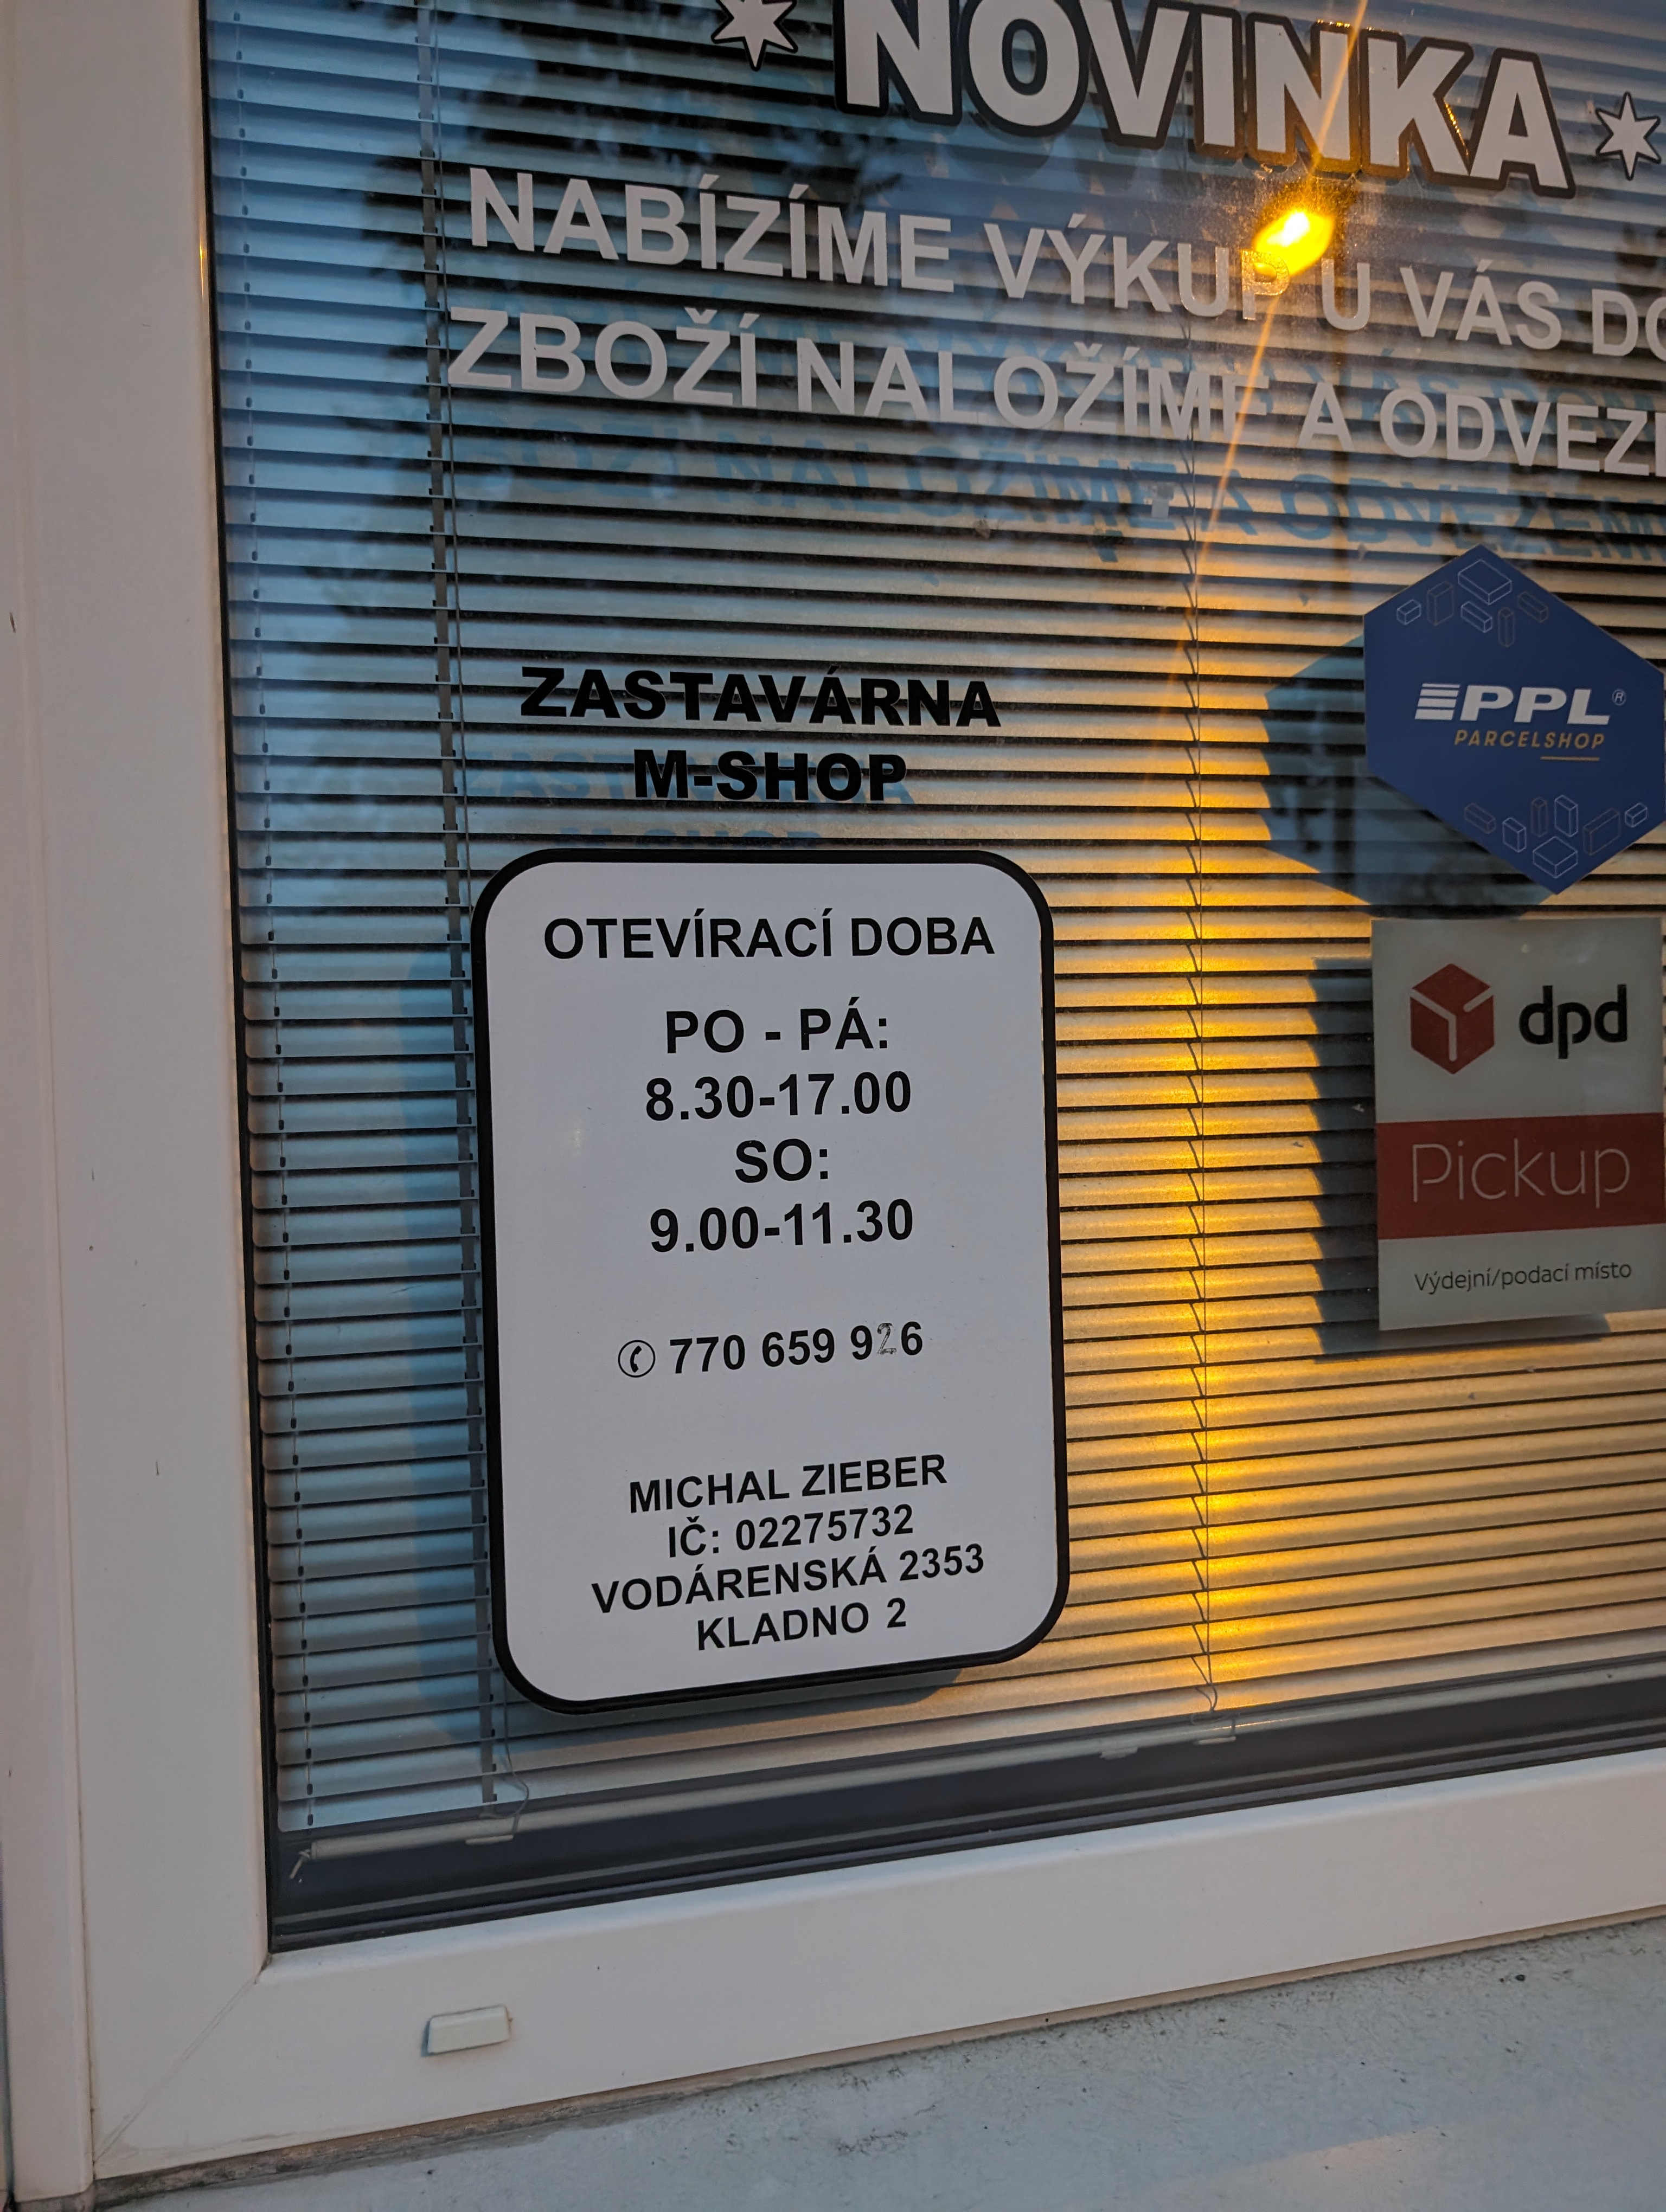 NOVINKA
NABÍZÍME VÝKUP U VÁS
ZBOŽÍ NALOŽÍME A
ZASTAVÁRNA
M-SHOP
OTEVÍRACÍ DOBA
PO - PÁ:
8.30-17.00
SO:
9.00-11.30
770 659 926
MICHAL ZIEBER
IČ: 02275732
VODÁRENSKÁ 2353
KLADNO 2
PPL®
PARCELSHOP
dpd
Pickup
Výdejní/podací místo